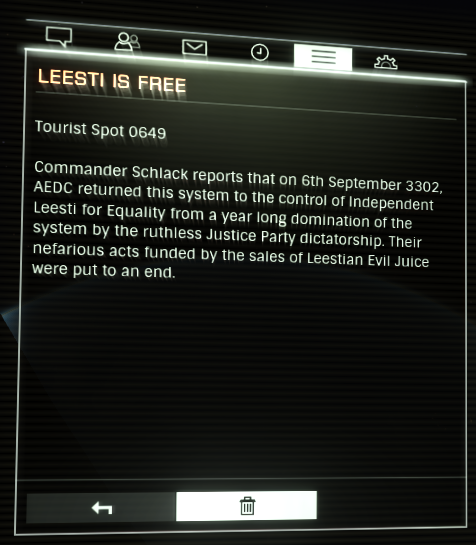 LEESTI IS FREE
Tourist Spot 0649
Commander Schlack reports that on 6th September 3302,
AEDC returned this system to the control of Independent
Leesti for Equality from a year long domination of the
system by the ruthless Justice Party dictatorship. Their
nefarious acts funded by the sales of Leestian Evil Juice
were put to an end.